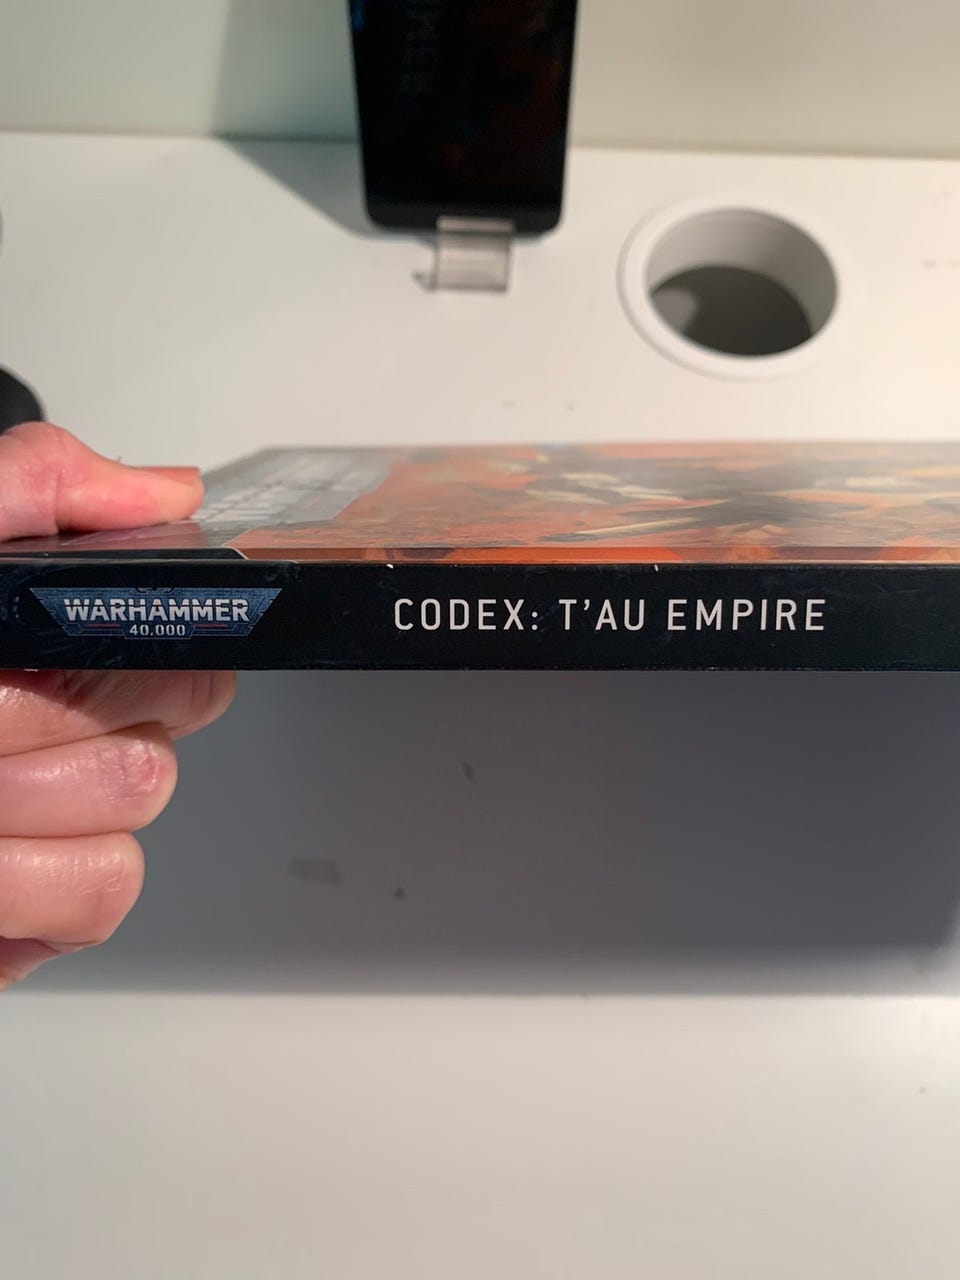 WARHAMMER
40,000
CODEX: T'AU EMPIRE